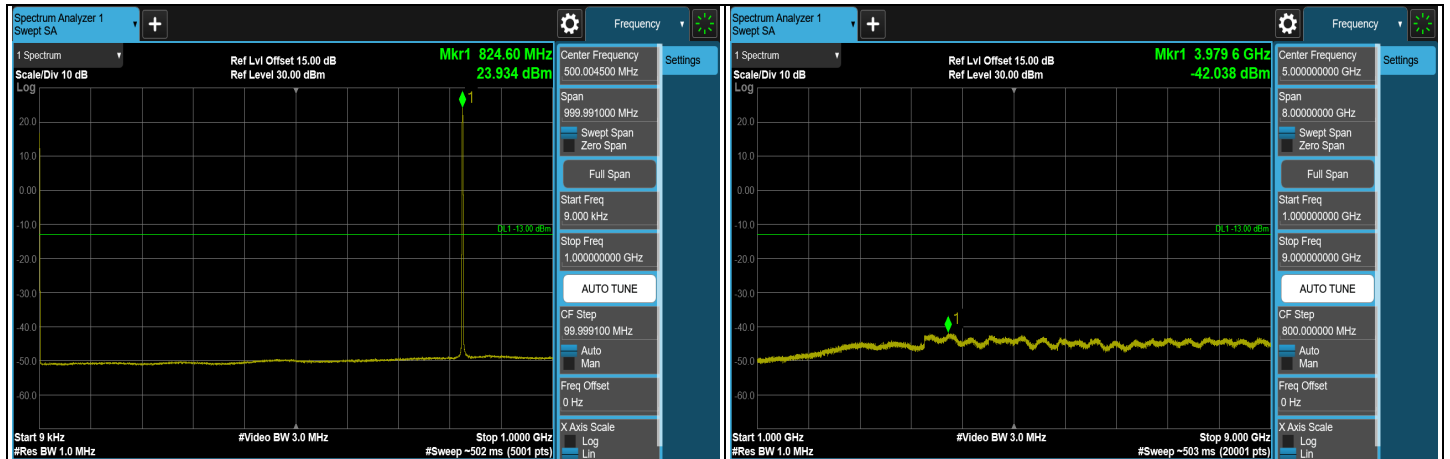 Spectrum Analyzer 1
Swept SA
+
Frequency
1 Spectrum
Scale/Div 10 dB
Log
Ref Lvl Offset 15.00 dB
Ref Level 30.00 dBm
Mkr1 824.60 MHz
23.934 dBm
1
20.0
10.0
0.00
-10.0
-20.0
-30.0
-40.0
-50.0
-60.0
DL1 -13.00 dBm
Start 9 kHz
#Res BW 1.0 MHz
#Video BW 3.0 MHz
Stop 1.0000 GHz
#Sweep ~502 ms (5001 pts)
Center Frequency
500.004500 MHz
Settings
Span
999.991000 MHz
Swept Span
Zero Span
Full Span
Start Freq
9.000 kHz
Stop Freq
1.000000000 GHz
AUTO TUNE
CF Step
99.999100 MHz
Auto
Man
Freq Offset
0 Hz
X Axis Scale
Log
Lin
Spectrum Analyzer 1
Swept SA
+
Frequency
1 Spectrum
Scale/Div 10 dB
Log
Ref Lvl Offset 15.00 dB
Ref Level 30.00 dBm
Mkr1 3.979 6 GHz
-42.038 dBm
1
20.0
10.0
0.00
-10.0
-20.0
-30.0
-40.0
-50.0
-60.0
DL1 -13.00 dBm
Start 1.000 GHz
#Res BW 1.0 MHz
#Video BW 3.0 MHz
Stop 9.000 GHz
#Sweep ~503 ms (20001 pts)
Center Frequency
5.000000000 GHz
Settings
Span
8.00000000 GHz
Swept Span
Zero Span
Full Span
Start Freq
1.000000000 GHz
Stop Freq
9.000000000 GHz
AUTO TUNE
CF Step
800.000000 MHz
Auto
Man
Freq Offset
0 Hz
X Axis Scale
Log
Lin